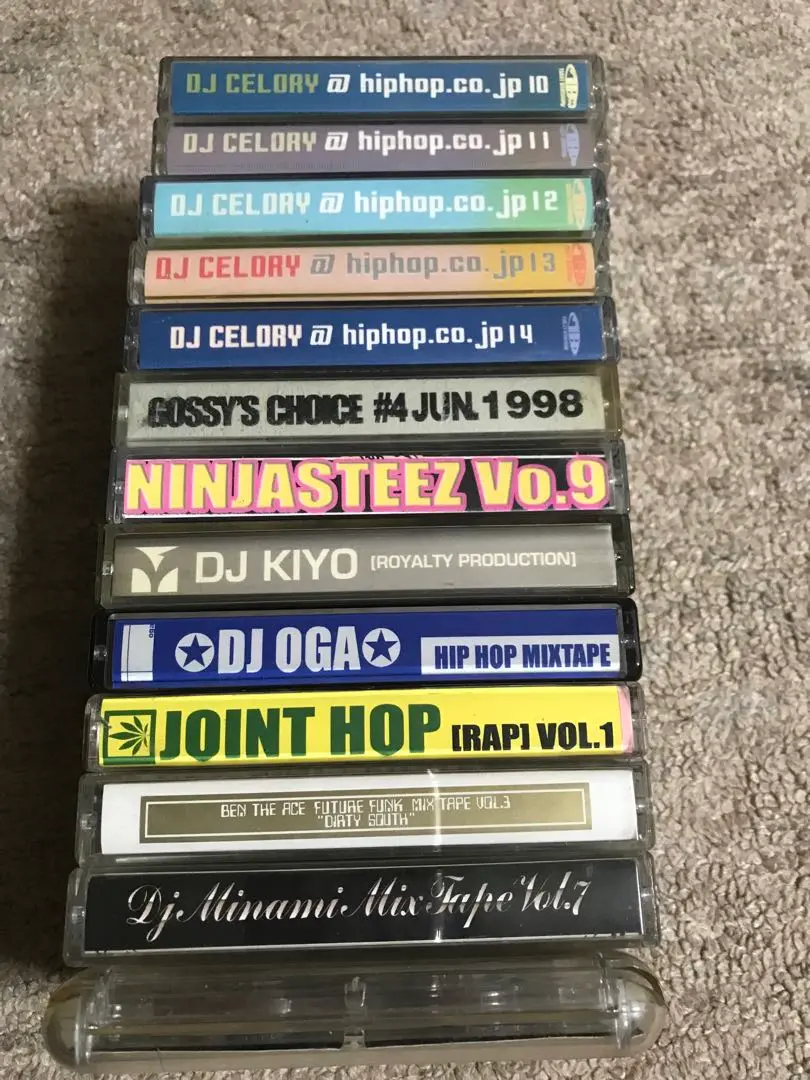 DJ CELORY @ hiphop.co.jp 10
DJ CELORY @ hiphop.co.jp 11
DJ CELORY @ hiphop.co.jp 12
DJ CELORY @ hiphop.co.jp 13
DJ CELORY @ hiphop.co.jp 14
GOSSY'S CHOICE #4 JUN.1998
NINJASTEEZ Vo.9
DJ KIYO [ROYALTY PRODUCTION]
DJ OGA HIP HOP MIXTAPE
JOINT HOP [RAP] VOL.1
BEN THE ACE FUTURE FUNK MIX TAPE VOL.3
"DIRTY SOUTH"
Dj Minami Mix Tape Vol.7